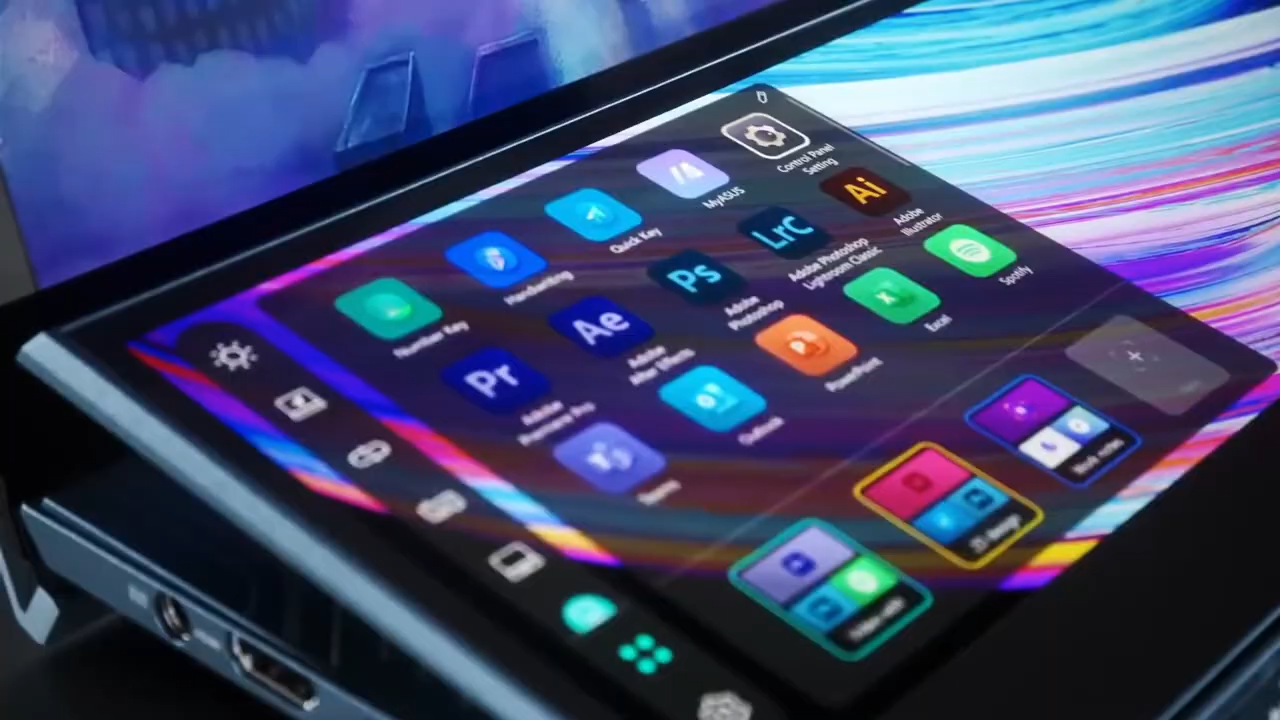 Control Panel
Setting
MyASUS
Quick Key
Handwriting
Number Key
Ai
Adobe
Illustrator
LrC
Adobe Photoshop
Lightroom Classic
Ps
Adobe
Photoshop
Ae
Adobe
After Effects
Pr
Adobe
Premiere Pro
Spotify
Excel
PowerPoint
Outlook